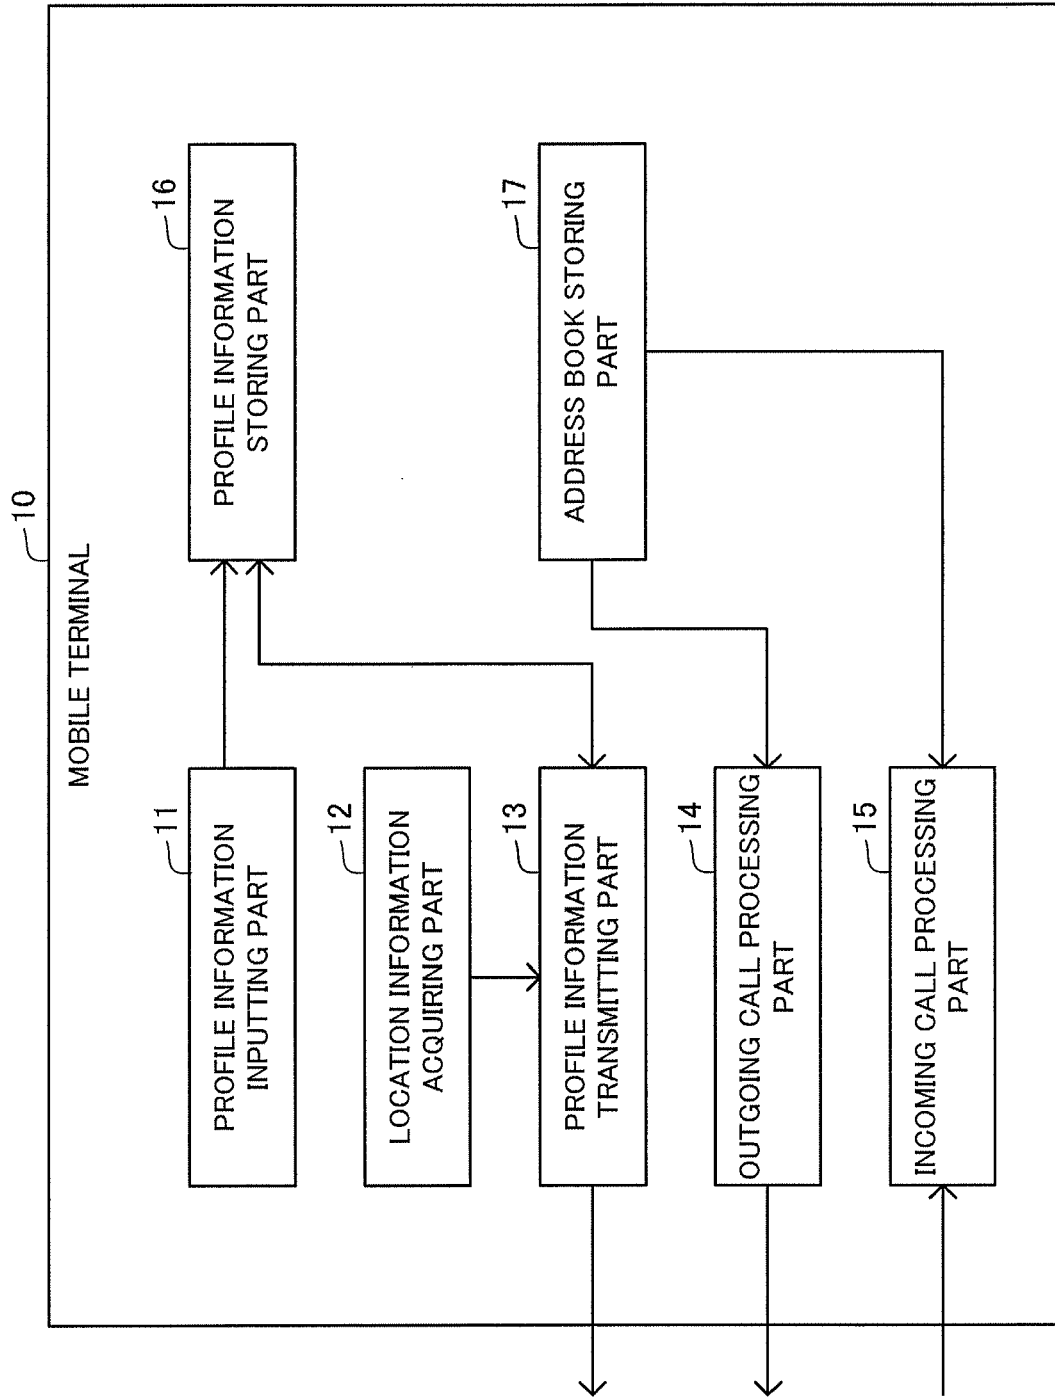 10
MOBILE TERMINAL
11
PROFILE INFORMATION
INPUTTING PART
16
PROFILE INFORMATION
STORING PART
12
LOCATION INFORMATION
ACQUIRING PART
13
PROFILE INFORMATION
TRANSMITTING PART
17
ADDRESS BOOK STORING
PART
14
OUTGOING CALL PROCESSING
PART
15
INCOMING CALL PROCESSING
PART